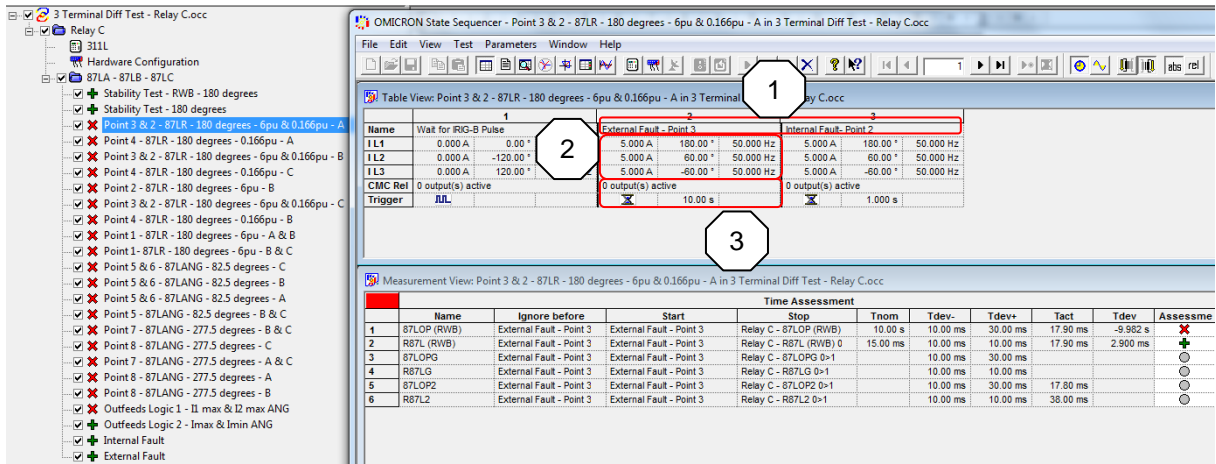 3 Terminal Diff Test - Relay C.occ
Relay C
311L
Hardware Configuration
87LA - 87LB - 87LC
Stability Test - RWB - 180 degrees
Stability Test - 180 degrees
Point 3 & 2 - 87LR - 180 degrees - 6pu & 0.166pu - A
Point 4 - 87LR - 180 degrees - 0.166pu - A
Point 3 & 2 - 87LR - 180 degrees - 6pu & 0.166pu - B
Point 4 - 87LR - 180 degrees - 0.166pu - C
Point 2 - 87LR - 180 degrees - 6pu - B
Point 3 & 2 - 87LR - 180 degrees - 6pu & 0.166pu - C
Point 4 - 87LR - 180 degrees - 0.166pu - B
Point 1 - 87LR - 180 degrees - 6pu - A & B
Point 1- 87LR - 180 degrees - 6pu - B & C
Point 5 & 6 - 87LANG - 82.5 degrees - C
Point 5 & 6 - 87LANG - 82.5 degrees - B
Point 5 & 6 - 87LANG - 82.5 degrees - A
Point 5 - 87LANG - 82.5 degrees - B & C
Point 7 - 87LANG - 277.5 degrees - B & C
Point 8 - 87LANG - 277.5 degrees - C
Point 7 - 87LANG - 277.5 degrees - A & C
Point 8 - 87LANG - 277.5 degrees - A
Point 8 - 87LANG - 277.5 degrees - B
Outfeeds Logic 1 - I1 max & I2 max ANG
Outfeeds Logic 2 - Imax & Imin ANG
Internal Fault
External Fault
OMICRON State Sequencer - Point 3 & 2 - 87LR - 180 degrees - 6pu & 0.166pu - A in 3 Terminal Diff Test - Relay C.occ
File Edit View Test Parameters Window Help
1 abs rel
1
Table View: Point 3 & 2 - 87LR - 180 degrees - 6pu & 0.166pu - A in 3 Terminal ay C.occ
1 2 3
Name Wait for IRIG-B Pulse External Fault - Point 3 Internal Fault- Point 2
I L1 0.000 A 0.00 ° 5.000 A 180.00 ° 50.000 Hz 5.000 A 180.00 ° 50.000 Hz
2
I L2 0.000 A -120.00 ° 5.000 A 60.00 ° 50.000 Hz 5.000 A 60.00 ° 50.000 Hz
I L3 0.000 A 120.00 ° 5.000 A -60.00 ° 50.000 Hz 5.000 A -60.00 ° 50.000 Hz
CMC Rel 0 output(s) active 0 output(s) active 0 output(s) active
Trigger 10.00 s 1.000 s
3
Measurement View: Point 3 & 2 - 87LR - 180 degrees - 6pu & 0.166pu - A in 3 Terminal Diff Test - Relay C.occ
Time Assessment
Name Ignore before Start Stop Tnom Tdev- Tdev+ Tact Tdev Assessme
1 87LOP (RWB) External Fault - Point 3 External Fault - Point 3 Relay C - 87LOP (RWB) 10.00 s 10.00 ms 30.00 ms 17.90 ms -9.982 s
2 R87L (RWB) External Fault - Point 3 External Fault - Point 3 Relay C - R87L (RWB) 0 15.00 ms 10.00 ms 10.00 ms 17.90 ms 2.900 ms
3 87LOPG External Fault - Point 3 External Fault - Point 3 Relay C - 87LOPG 0>1 10.00 ms 30.00 ms
4 R87LG External Fault - Point 3 External Fault - Point 3 Relay C - R87LG 0>1 10.00 ms 10.00 ms
5 87LOP2 External Fault - Point 3 External Fault - Point 3 Relay C - 87LOP2 0>1 10.00 ms 30.00 ms 17.80 ms
6 R87L2 External Fault - Point 3 External Fault - Point 3 Relay C - R87L2 0>1 10.00 ms 10.00 ms 38.00 ms